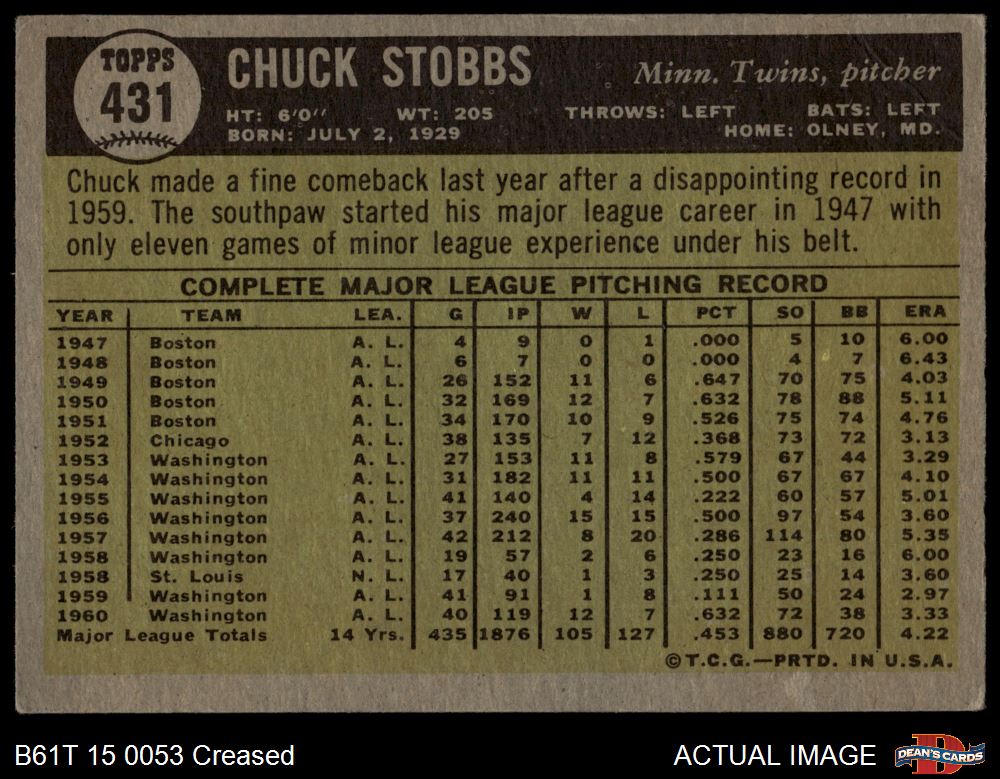 TOPPS
431
CHUCK STOBBS
Minn. Twins, pitcher
HT: 6'0" WT: 205 THROWS: LEFT BATS: LEFT
BORN: JULY 2, 1929 HOME: OLNEY, MD.
Chuck made a fine comeback last year after a disappointing record in
1959. The southpaw started his major league career in 1947 with
only eleven games of minor league experience under his belt.
COMPLETE MAJOR LEAGUE PITCHING RECORD
YEAR TEAM LEA. G IP W L PCT SO BB ERA
1947 Boston A. L. 4 9 0 1 .000 5 10 6.00
1948 Boston A. L. 6 7 0 0 .000 4 7 6.43
1949 Boston A. L. 26 152 11 6 .647 70 75 4.03
1950 Boston A. L. 32 169 12 7 .632 78 88 5.11
1951 Boston A. L. 34 170 10 9 .526 75 74 4.76
1952 Chicago A. L. 38 135 7 12 .368 73 72 3.13
1953 Washington A. L. 27 153 11 8 .579 67 44 3.29
1954 Washington A. L. 31 182 11 11 .500 67 67 4.10
1955 Washington A. L. 41 140 4 14 .222 60 57 5.01
1956 Washington A. L. 37 240 15 15 .500 97 54 3.60
1957 Washington A. L. 42 212 8 20 .286 114 80 5.35
1958 Washington A. L. 19 57 2 6 .250 23 16 6.00
1958 St. Louis N. L. 17 40 1 3 .250 25 14 3.60
1959 Washington A. L. 41 91 1 8 .111 50 24 2.97
1960 Washington A. L. 40 119 12 7 .632 72 38 3.33
Major League Totals 14 Yrs. 435 1876 105 127 .453 880 720 4.22
©T.C.G.—PRTD. IN U.S.A.
B61T 15 0053 Creased ACTUAL IMAGE
DEAN'S CARDS